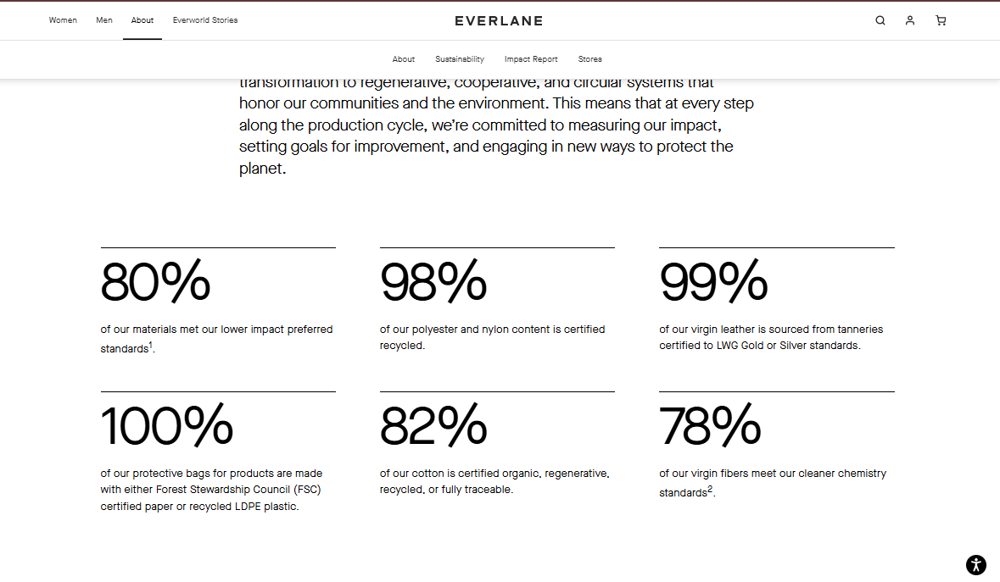 Women Men About Everworld Stories EVERLANE
About Sustainability Impact Report Stores
transformation to regenerative, cooperative, and circular systems that
honor our communities and the environment. This means that at every step
along the production cycle, we’re committed to measuring our impact,
setting goals for improvement, and engaging in new ways to protect the
planet.
80%
of our materials met our lower impact preferred
standards¹.
98%
of our polyester and nylon content is certified
recycled.
99%
of our virgin leather is sourced from tanneries
certified to LWG Gold or Silver standards.
100%
of our protective bags for products are made
with either Forest Stewardship Council (FSC)
certified paper or recycled LDPE plastic.
82%
of our cotton is certified organic, regenerative,
recycled, or fully traceable.
78%
of our virgin fibers meet our cleaner chemistry
standards².